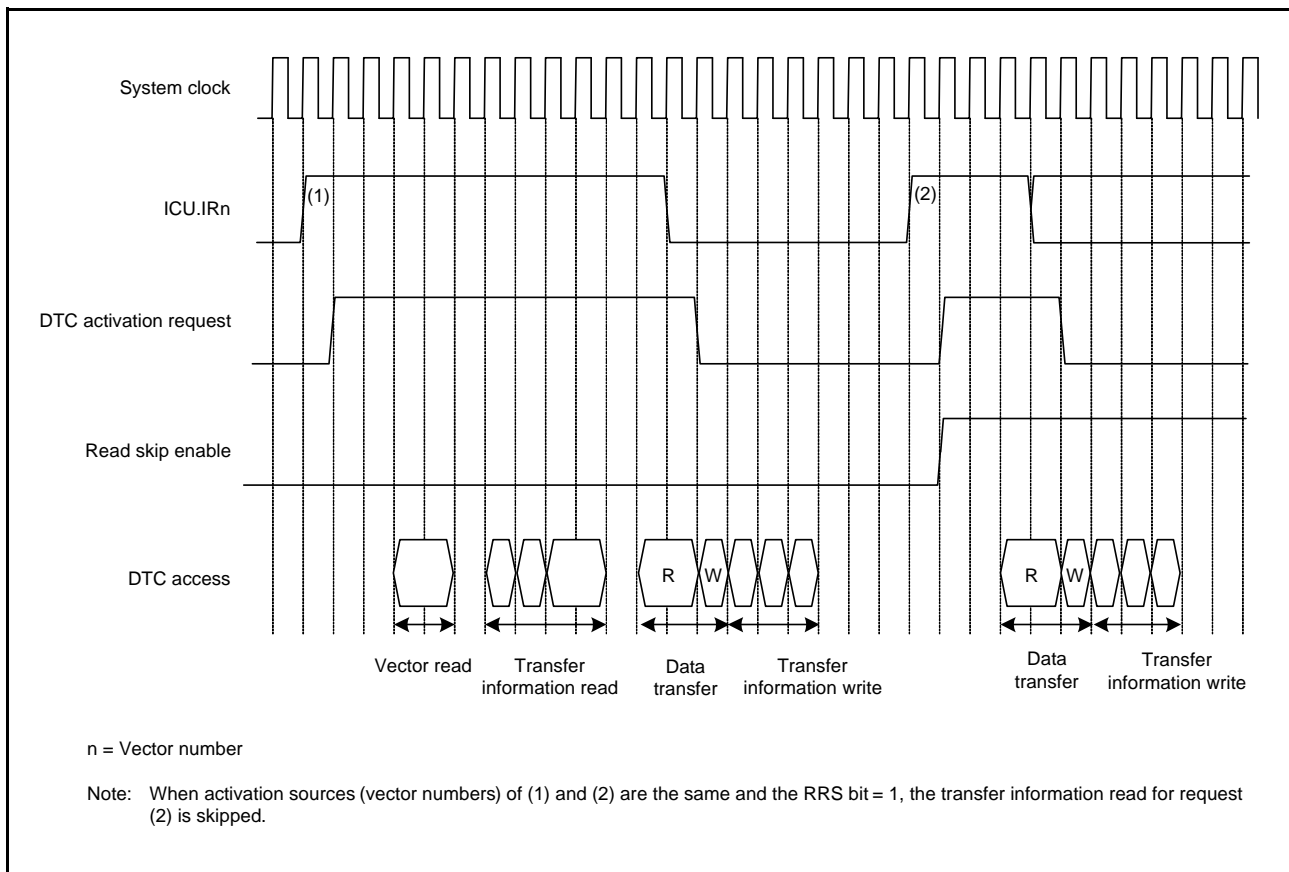 System clock
ICU.IRn
(1)
(2)
DTC activation request
Read skip enable
DTC access
R
W
R
W
Vector read
Transfer
information read
Data
transfer
Transfer
information write
Data
transfer
Transfer
information write
n = Vector number
Note: When activation sources (vector numbers) of (1) and (2) are the same and the RRS bit = 1, the transfer information read for request
(2) is skipped.